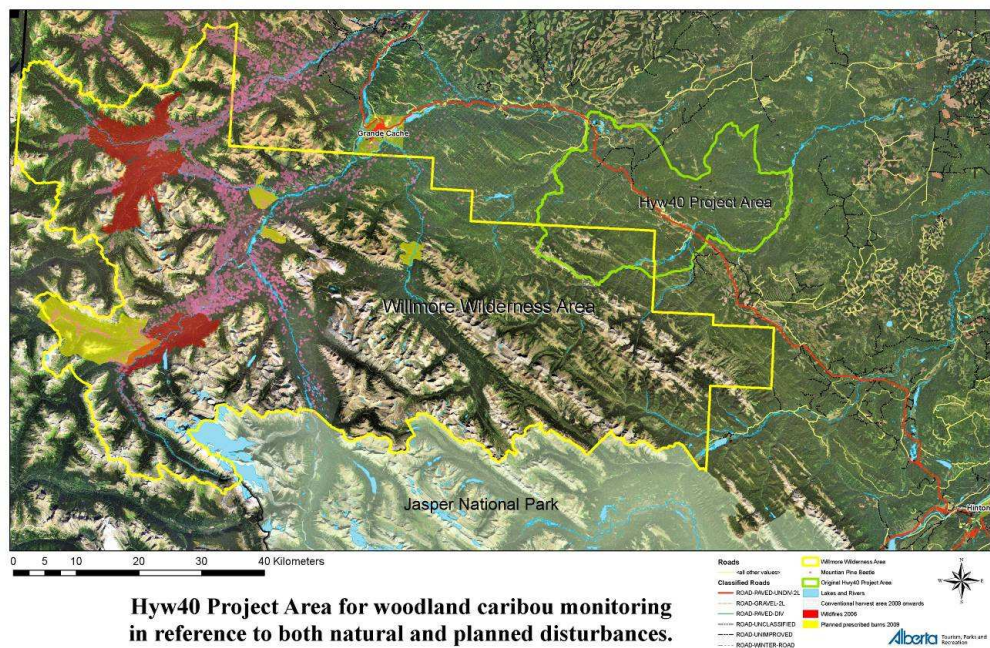 Grande Cache
Hyw40 Project Area
Willmore Wilderness Area
Jasper National Park
Hinton
0 5 10 20 30 40 Kilometers
Hyw40 Project Area for woodland caribou monitoring
in reference to both natural and planned disturbances.
Roads
<all other values>
Classified Roads
ROAD-PAVED-UNDIV-2L
ROAD-GRAVEL-2L
ROAD-PAVED-DIV
ROAD-UNCLASSIFIED
ROAD-UNIMPROVED
ROAD-WINTER-ROAD
Willmore Wilderness Area
Mountian Pine Beetle
Original Hwy40 Project Area
Lakes and Rivers
Conventional harvest area 2008 onwards
Wildfires 2006
Planned prescribed burns 2009
Alberta Tourism, Parks and
Recreation